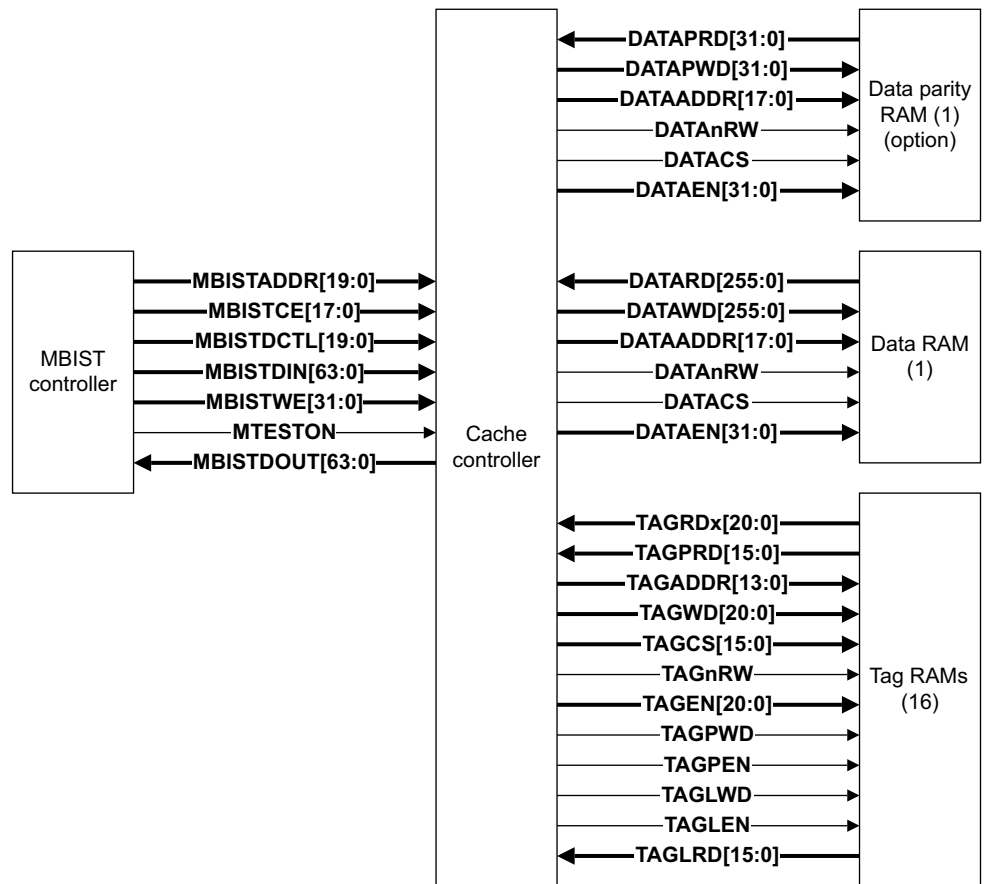 DATAPRD[31:0]
DATAPWD[31:0]
DATAADDR[17:0]
DATAnRW
DATACS
DATAEN[31:0]
Data parity
RAM (1)
(option)
MBIST
controller
MBISTADDR[19:0]
MBISTCE[17:0]
MBISTDCTL[19:0]
MBISTDIN[63:0]
MBISTWE[31:0]
MTESTON
MBISTDOUT[63:0]
Cache
controller
DATARD[255:0]
DATAWD[255:0]
DATAADDR[17:0]
DATAnRW
DATACS
DATAEN[31:0]
Data RAM
(1)
TAGRDx[20:0]
TAGPRD[15:0]
TAGADDR[13:0]
TAGWD[20:0]
TAGCS[15:0]
TAGnRW
TAGEN[20:0]
TAGPWD
TAGPEN
TAGLWD
TAGLEN
TAGLRD[15:0]
Tag RAMs
(16)